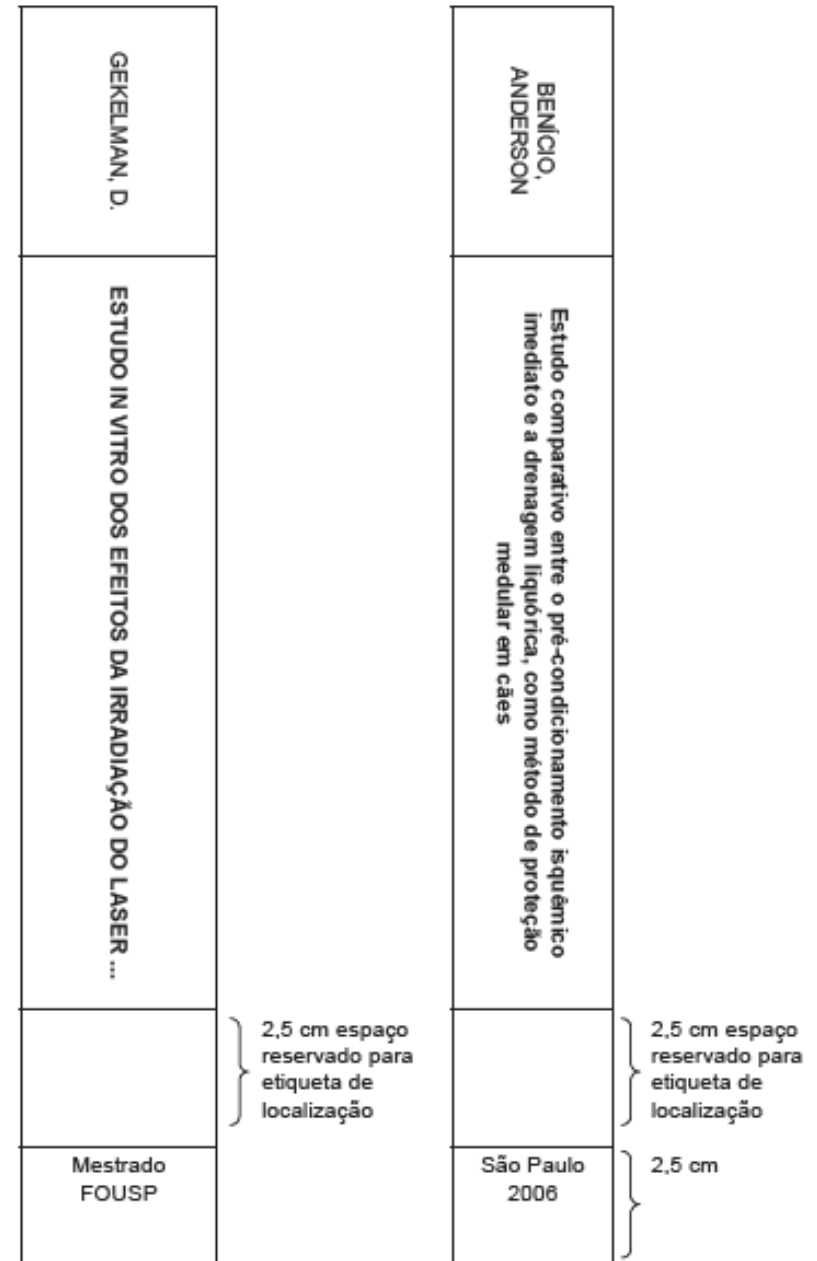 GEKELMAN, D.
ESTUDO IN VITRO DOS EFEITOS DA IRRADIAÇÃO DO LASER ...
2,5 cm espaço
reservado para
etiqueta de
localização
Mestrado
FOUSP
BENÍCIO,
ANDERSON
Estudo comparativo entre o pré-condicionamento isquêmico
imediato e a drenagem liquórica, como método de proteção
medular em cães
2,5 cm espaço
reservado para
etiqueta de
localização
São Paulo
2006
2,5 cm